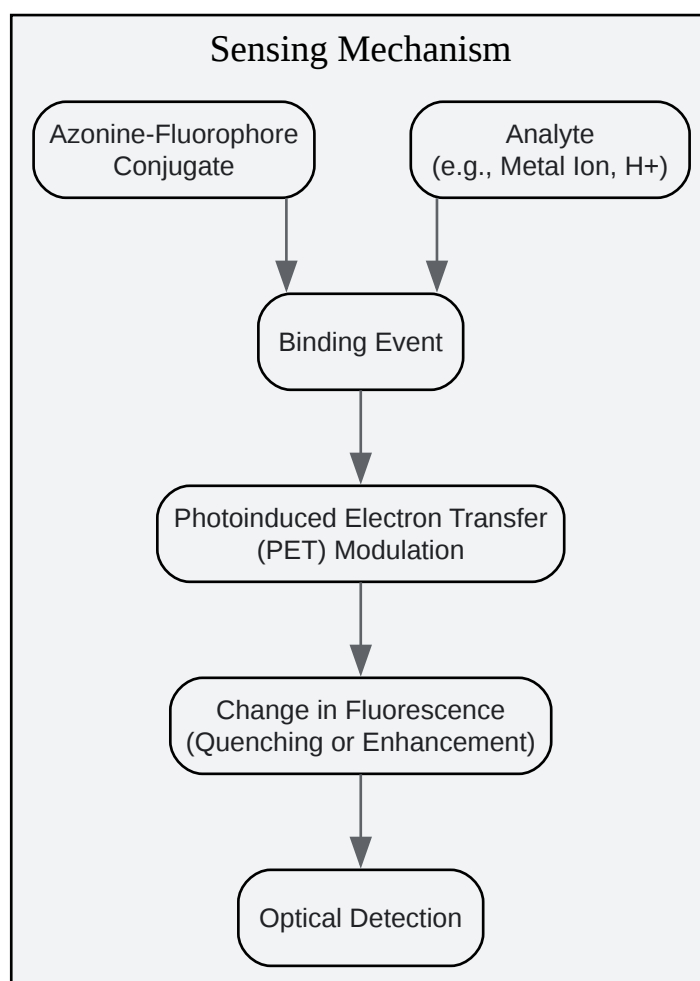 Sensing Mechanism
Azonine-Fluorophore
Conjugate
Analyte
(e.g., Metal Ion, H+)
Binding Event
Photoinduced Electron Transfer
(PET) Modulation
Change in Fluorescence
(Quenching or Enhancement)
Optical Detection